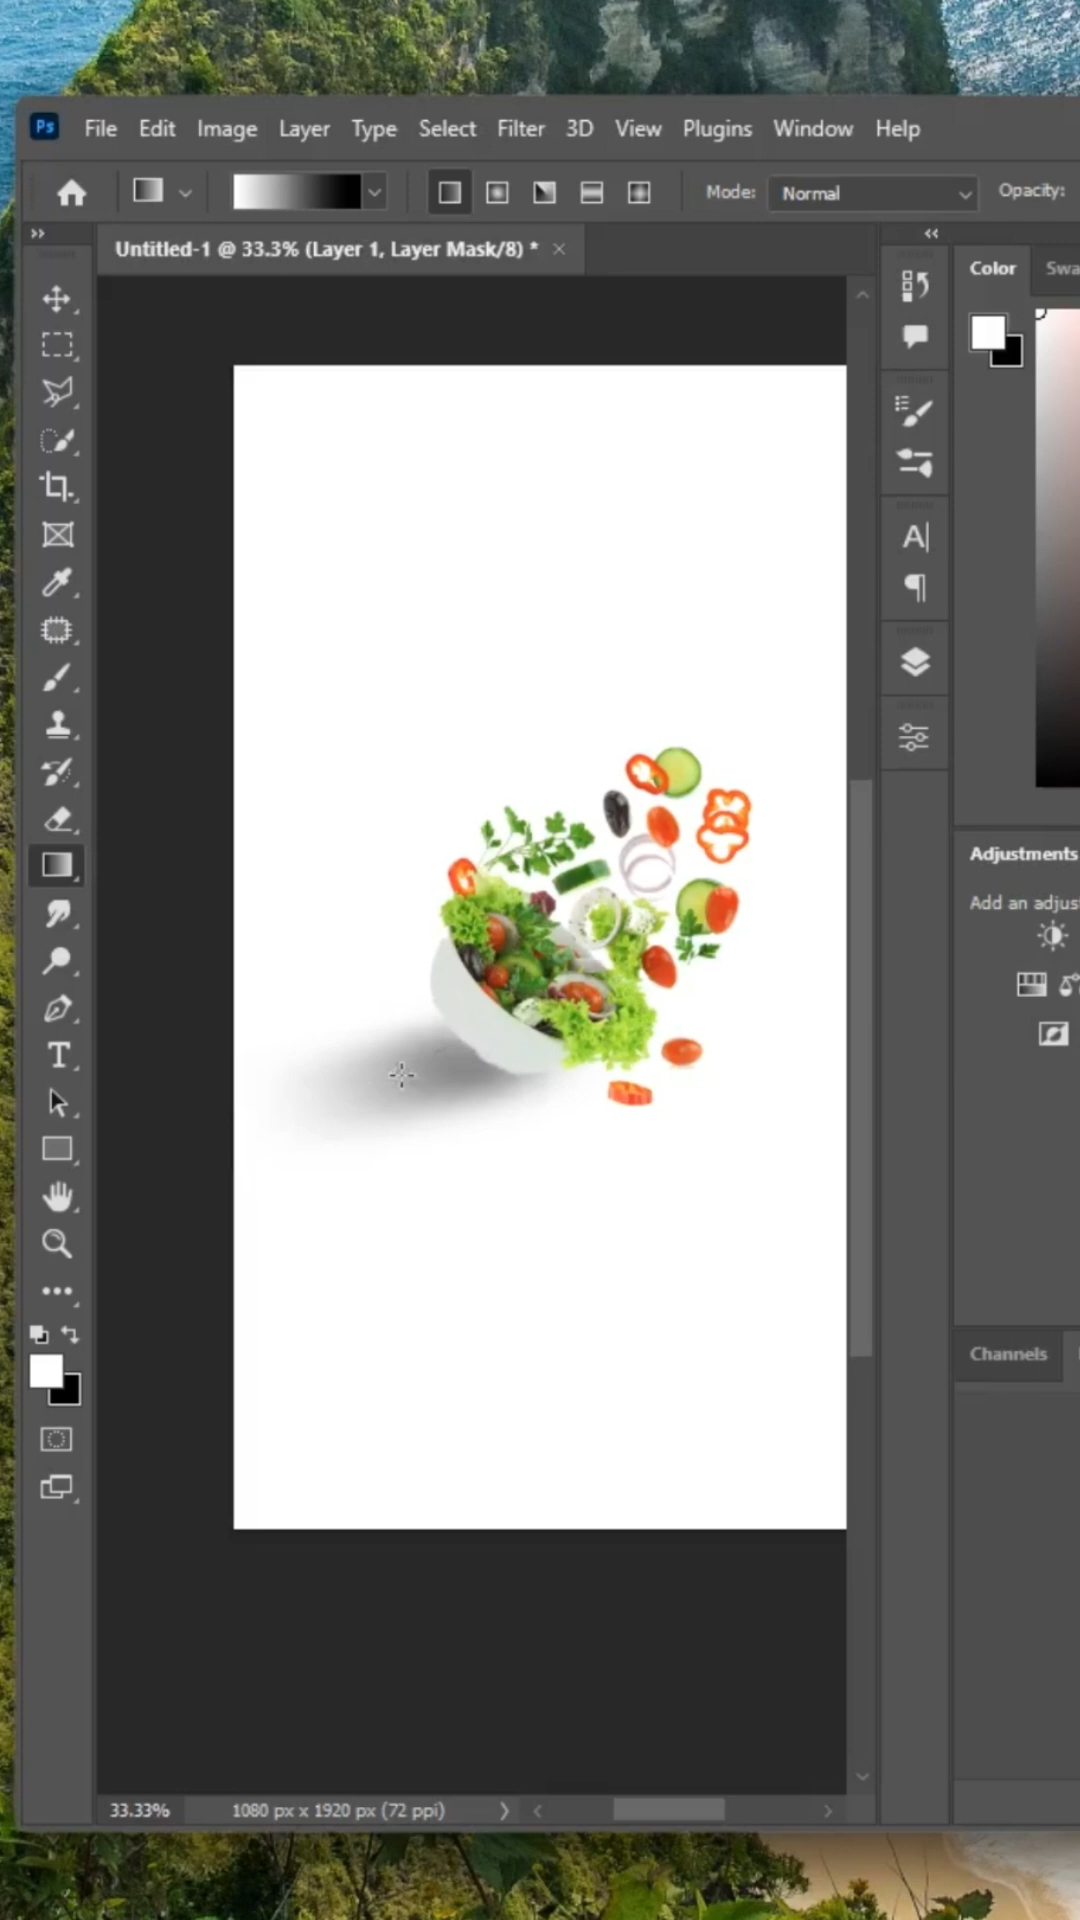 Ps File Edit Image Layer Type Select Filter 3D View Plugins Window Help
Mode: Normal Opacity:
Untitled-1 @ 33.3% (Layer 1, Layer Mask/8) * ×
Color Swa
Adjustments
Add an adjus
Channels
33.33% 1080 px x 1920 px (72 ppi)